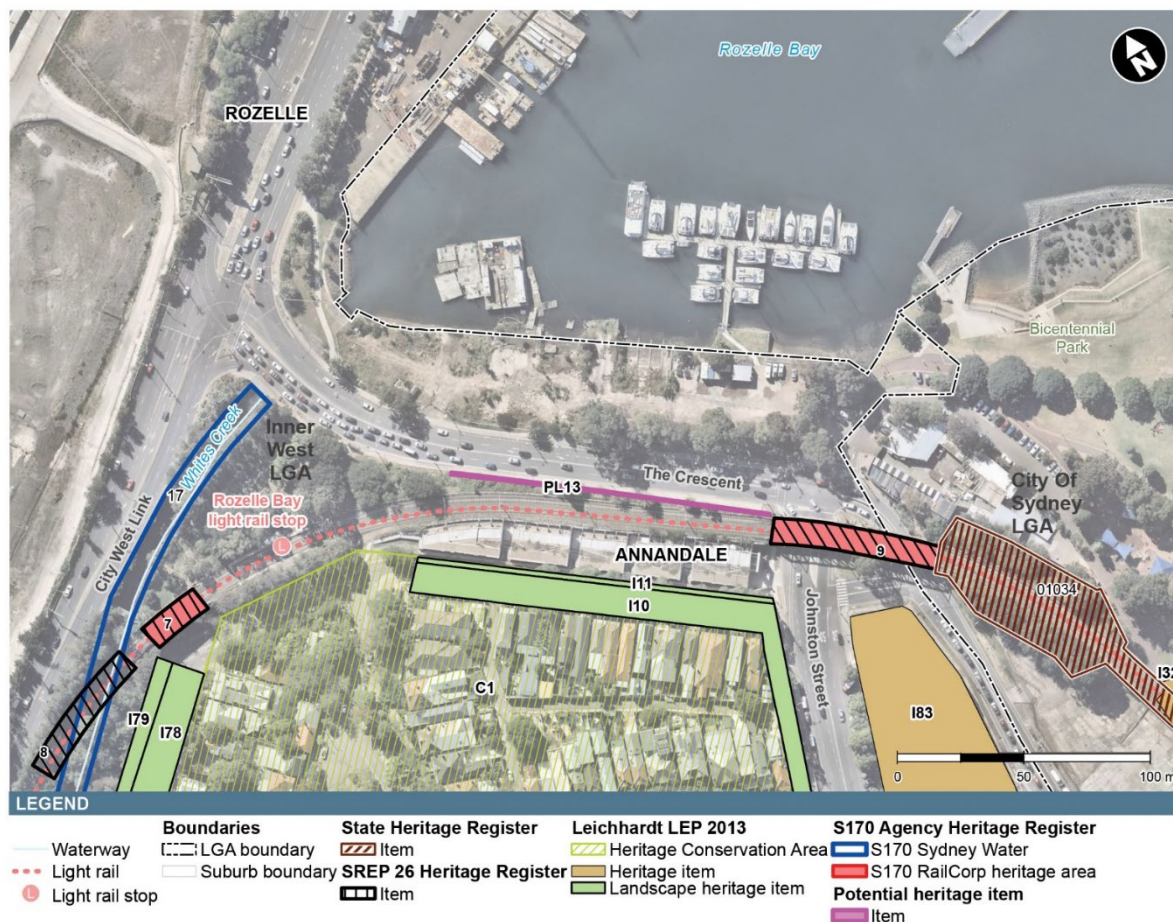 Rozelle Bay
N
ROZELLE
Bicentennial
Park
Inner
West
LGA
Whites Creek
17
City West Link
Rozelle Bay
light rail stop
L
PL13
The Crescent
City Of
Sydney
LGA
ANNANDALE
9
01034
I11
I10
7
Johnston Street
I32
C1
I79
I78
8
I83
0
50
100 m
LEGEND
Waterway
Light rail
L Light rail stop
Boundaries
LGA boundary
Suburb boundary
State Heritage Register
Item
SREP 26 Heritage Register
Item
Leichhardt LEP 2013
Heritage Conservation Area
Heritage item
Landscape heritage item
S170 Agency Heritage Register
S170 Sydney Water
S170 RailCorp heritage area
Potential heritage item
Item